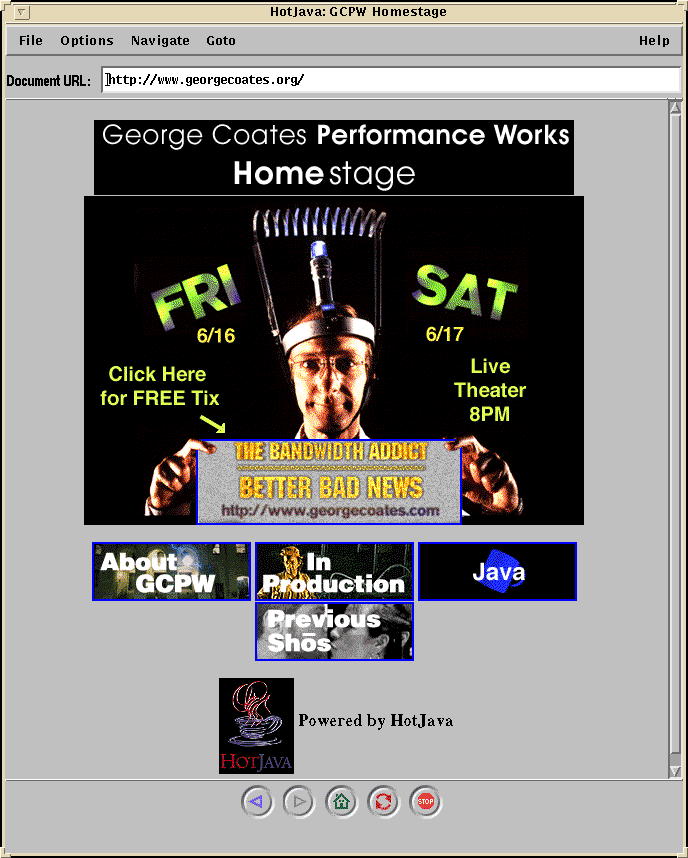 HotJava: GCPW Homestage
File Options Navigate Goto Help
Document URL: http://www.georgecoates.org/
George Coates Performance Works
Homestage
FRI
6/16
SAT
6/17
Click Here
for FREE Tix
Live
Theater
8PM
THE BANDWIDTH ADDICT
BETTER BAD NEWS
http://www.georgecoates.com
About
GCPW
In
Production
Java
Previous
Shōs
HOTJAVA
Powered by HotJava
STOP